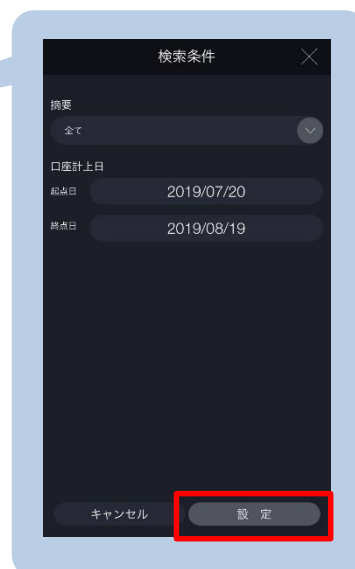 検索条件
摘要
全て
口座計上日
起点日 2019/07/20
終点日 2019/08/19
キャンセル 設 定